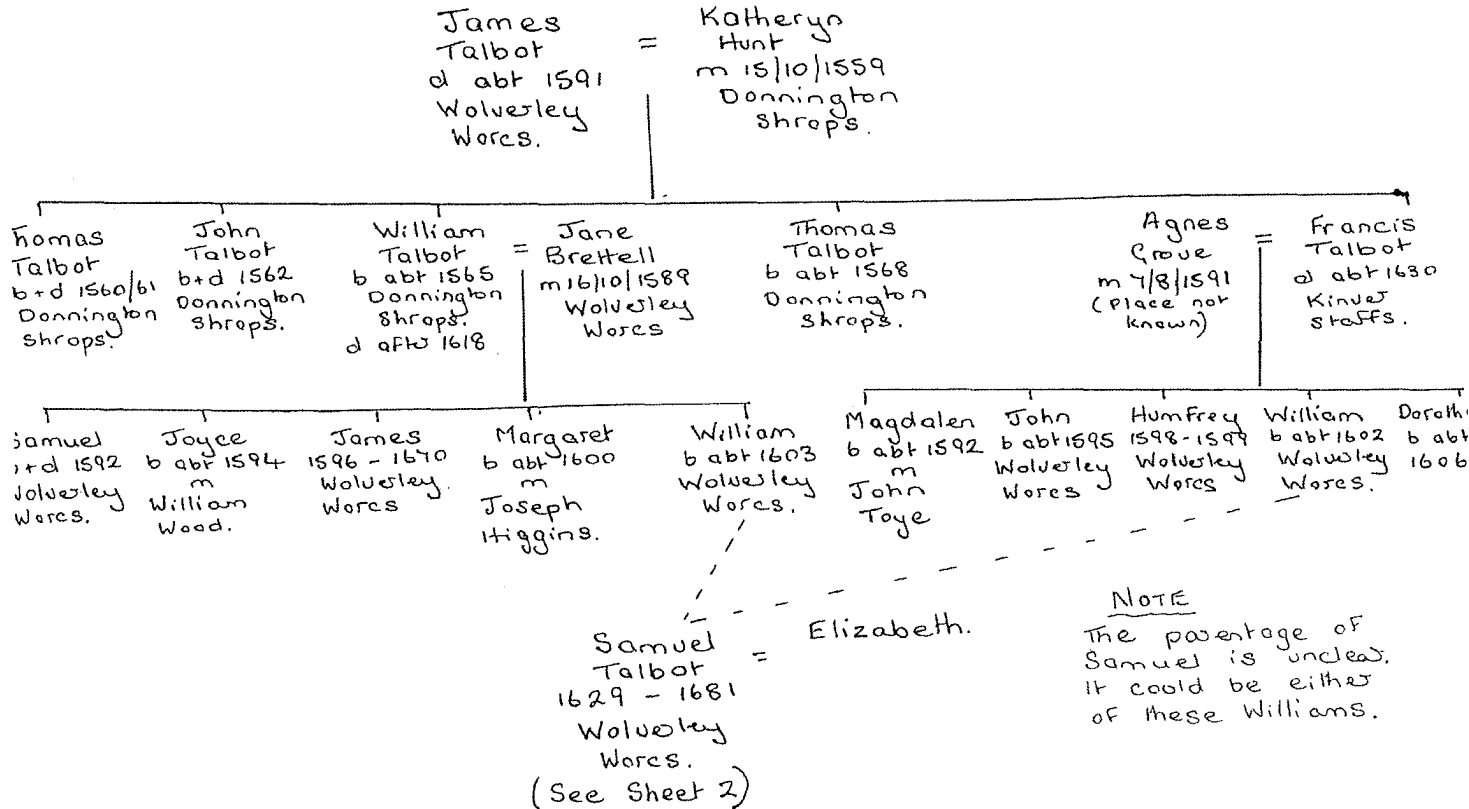 James
Talbot
d abt 1591
Wolverley
Worcs.
=
Katheryn
Hunt
m 15/10/1559
Donnington
Shrops.
homas
Talbot
b+d 1560/61
Donnington
Shrops.
John
Talbot
b+d 1562
Donnington
Shrops.
William
Talbot
b abt 1565
Donnington
Shrops.
d after 1618
=
Jane
Brettell
m 16/10/1589
Wolverley
Worcs
Thomas
Talbot
b abt 1568
Donnington
Shrops.
Agnes
Grove
m 7/8/1591
(Place not
known)
=
Francis
Talbot
d abt 1630
Kinver
Staffs.
Samuel
+d 1592
Wolverley
Worcs.
Joyce
b abt 1594
m
William
Wood.
James
1596 - 1670
Wolverley.
Worcs
Margaret
b abt 1600
m
Joseph
Higgins.
William
b abt 1603
Wolverley
Worcs.
Magdalen
b abt 1592
m
John
Toye
John
b abt 1595
Wolverley
Worcs
Humfrey
1598-1599
Wolverley
Worcs
William
b abt 1602
Wolverley
Worcs.
Doroth
b abt
1606
Samuel
Talbot
1629 - 1681
Wolverley
Worcs.
(See Sheet 2)
=
Elizabeth.
NOTE
The parentage of
Samuel is unclear.
It could be either
of these Willians.